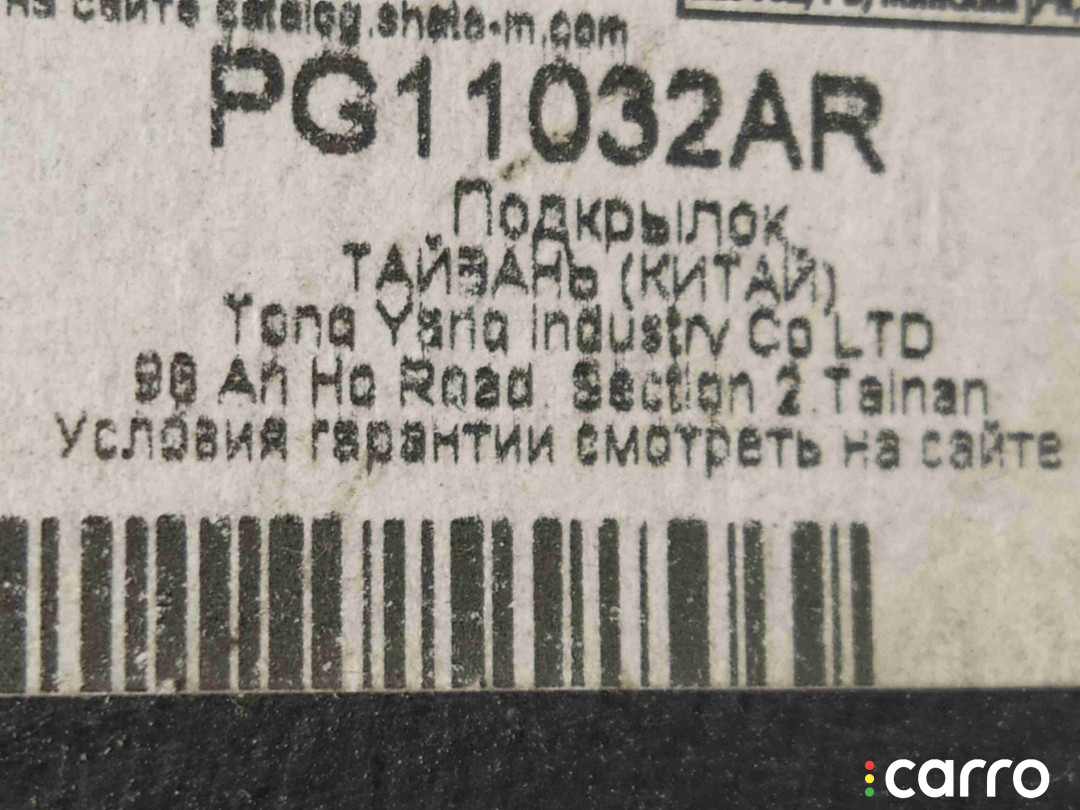 на сайте catalog.shate-m.com
PG11032AR
Подкрылок
ТАЙВАНЬ (КИТАЙ)
Tong Yang Industry Co LTD
98 An Ho Road Section 2 Tainan
Условия гарантии смотреть на сайте
carro